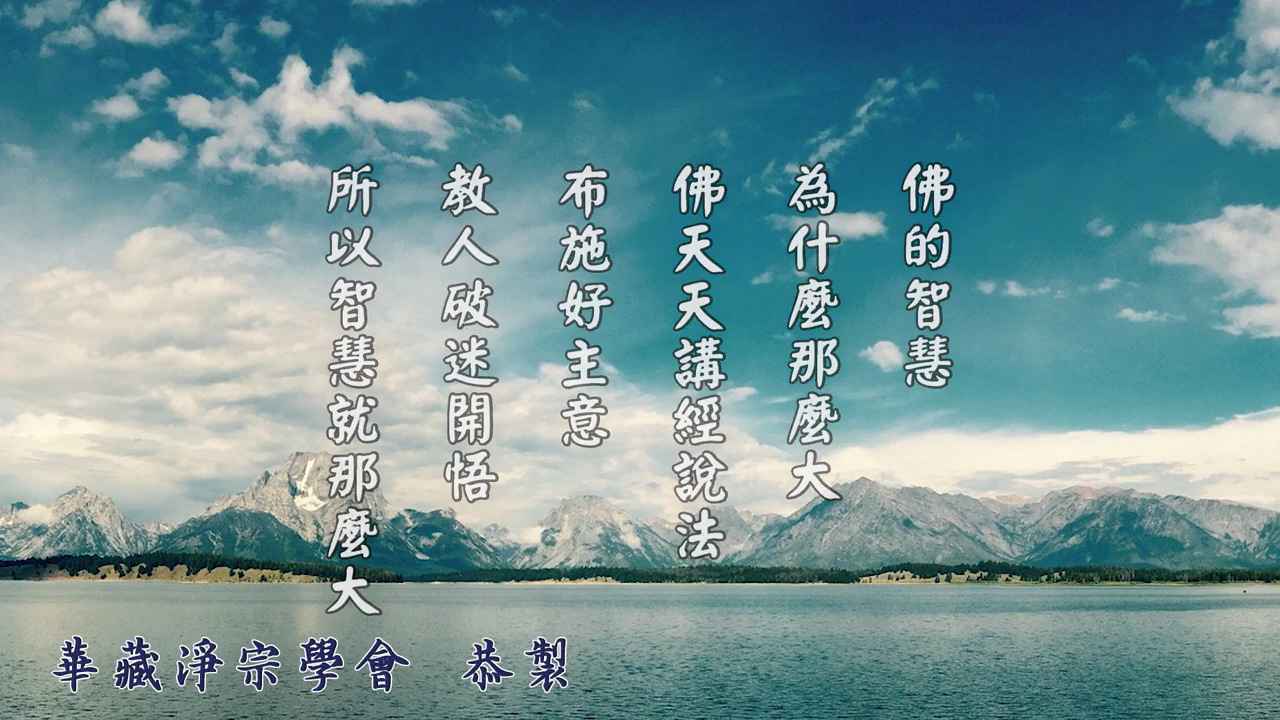 佛的智慧
為什麼那麼大
佛天天講經說法
布施好主意
教人破迷開悟
所以智慧就那麼大
華藏淨宗學會 恭製